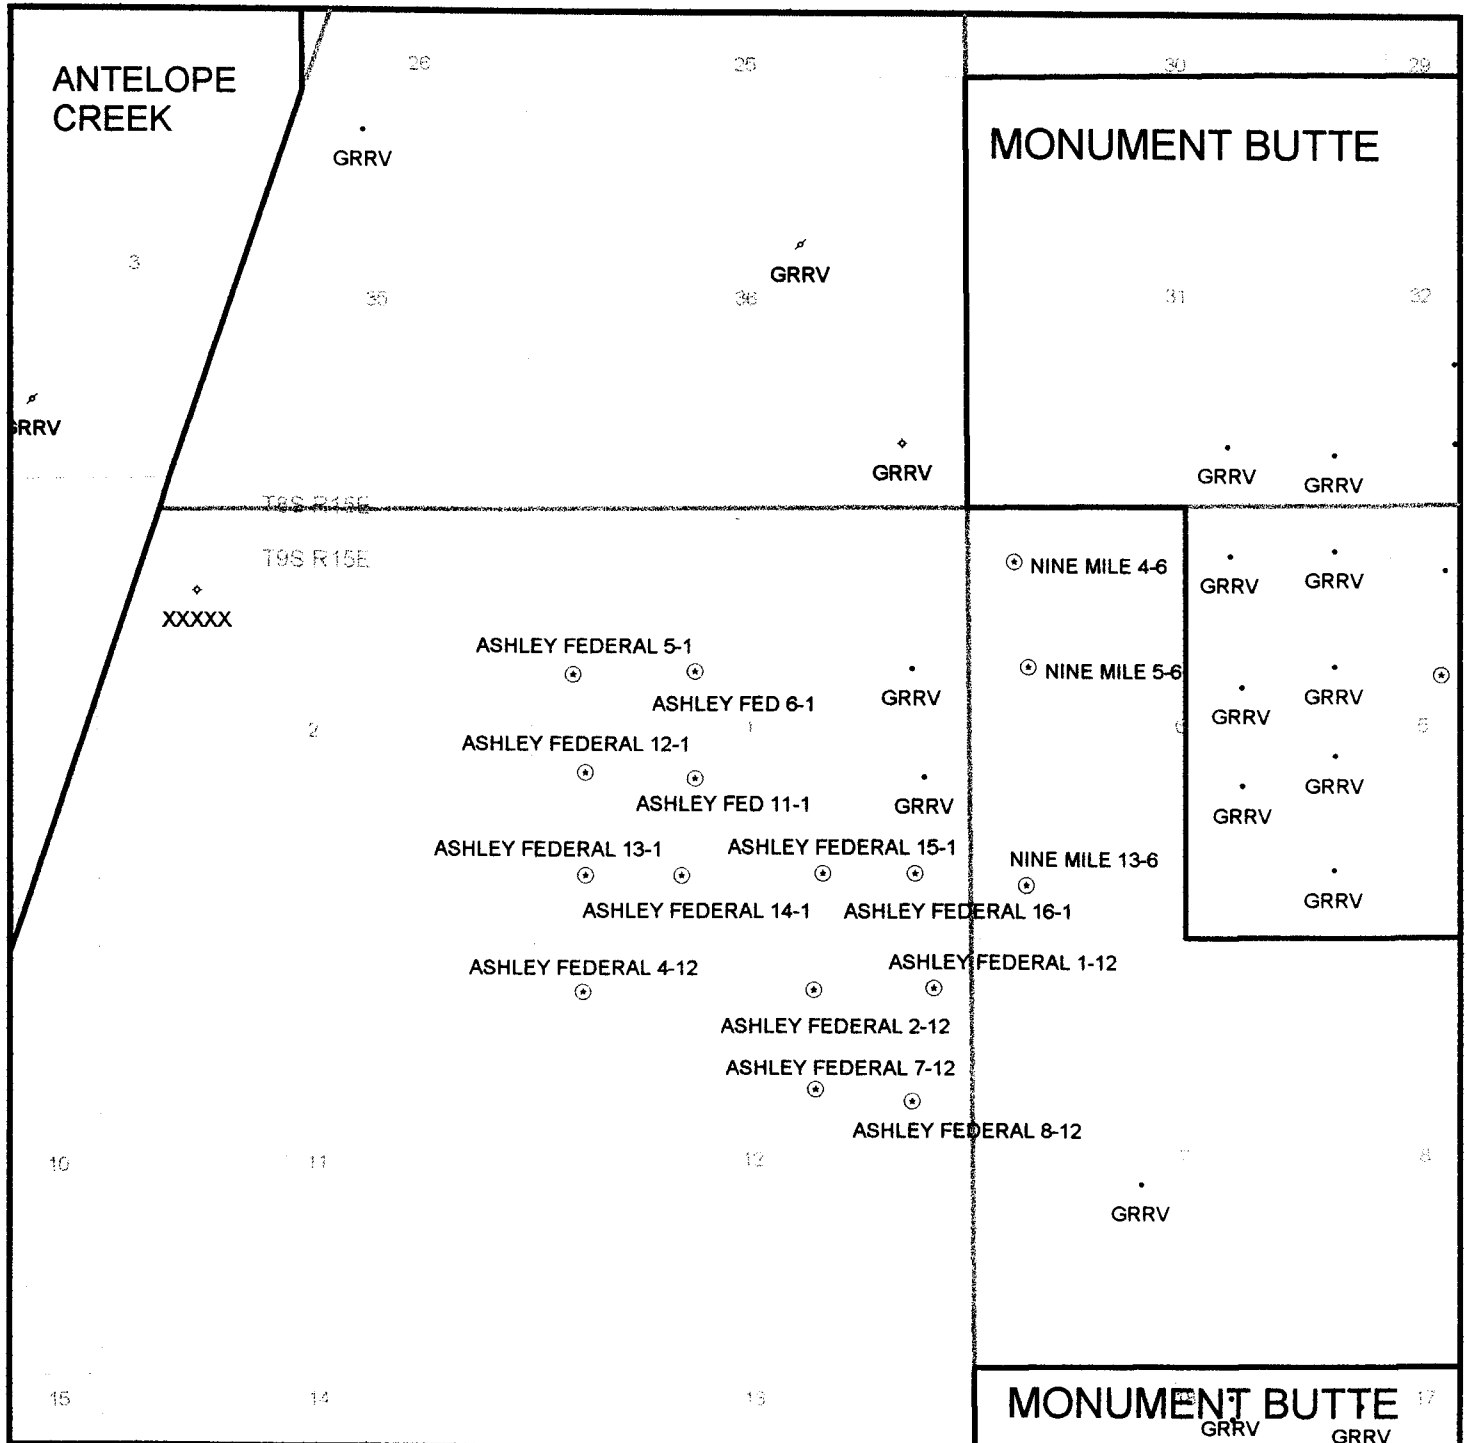 26
25
30
29
ANTELOPE
CREEK
MONUMENT BUTTE
GRRV
3
GRRV
35
36
31
32
GRRV
GRRV
GRRV
GRRV
T8S R15E
T9S R15E
XXXXX
NINE MILE 4-6
GRRV
GRRV
ASHLEY FEDERAL 5-1
NINE MILE 5-6
ASHLEY FED 6-1
GRRV
GRRV
GRRV
2
1
6
5
ASHLEY FEDERAL 12-1
ASHLEY FED 11-1
GRRV
GRRV
GRRV
ASHLEY FEDERAL 13-1
ASHLEY FEDERAL 15-1
NINE MILE 13-6
ASHLEY FEDERAL 14-1
ASHLEY FEDERAL 16-1
GRRV
ASHLEY FEDERAL 4-12
ASHLEY FEDERAL 1-12
ASHLEY FEDERAL 2-12
ASHLEY FEDERAL 7-12
ASHLEY FEDERAL 8-12
10
11
12
7
8
GRRV
15
14
13
MONUMENT BUTTE
17
GRRV
GRRV